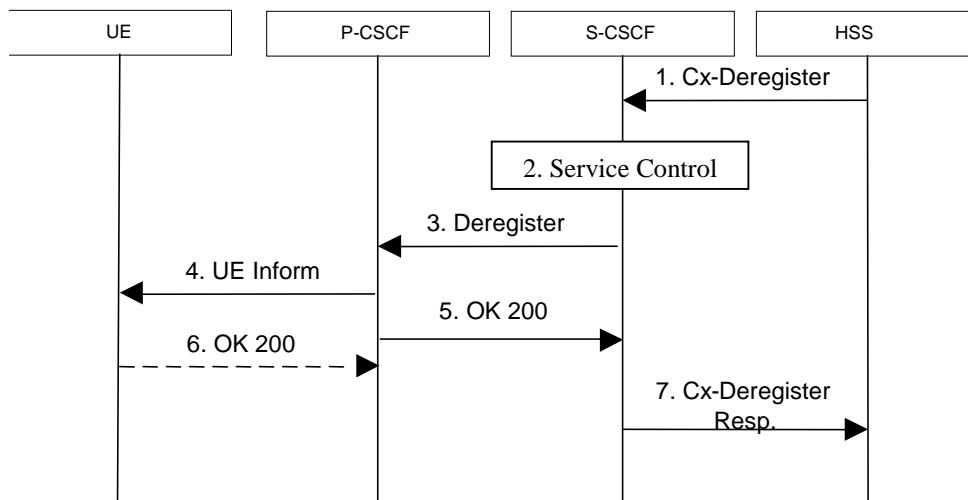 UE
P-CSCF
S-CSCF
HSS
1. Cx-Deregister
2. Service Control
3. Deregister
4. UE Inform
5. OK 200
6. OK 200
7. Cx-Deregister
Resp.